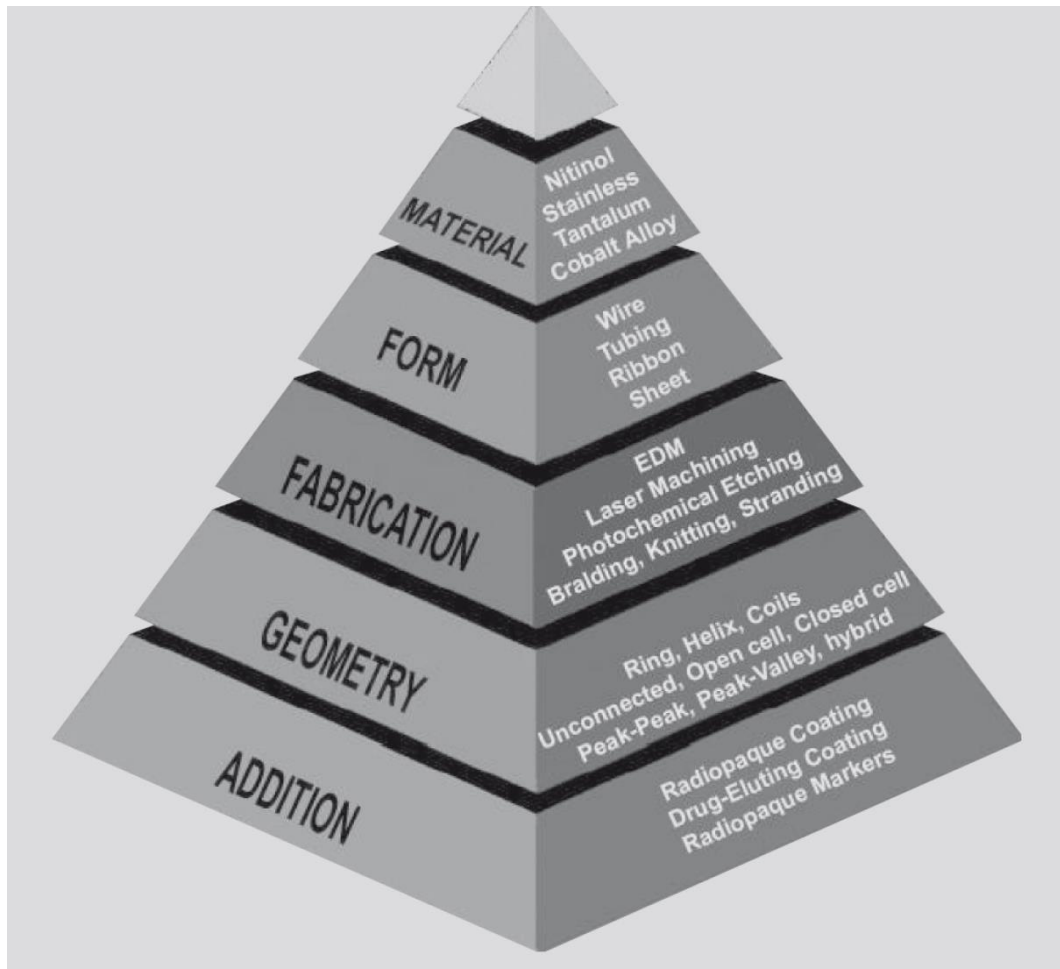 MATERIAL
Nitinol
Stainless
Tantalum
Cobalt Alloy
FORM
Wire
Tubing
Ribbon
Sheet
FABRICATION
EDM
Laser Machining
Photochemical Etching
Bralding, Knitting, Stranding
GEOMETRY
Ring, Helix, Coils
Unconnected, Open cell, Closed cell
Peak-Peak, Peak-Valley, hybrid
ADDITION
Radiopaque Coating
Drug-Eluting Coating
Radiopaque Markers